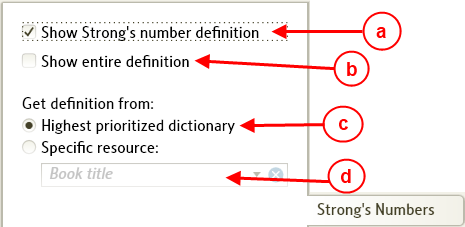 Show Strong's number definition
a
Show entire definition
b
Get definition from:
Highest prioritized dictionary
c
Specific resource:
Book title
d
Strong's Numbers